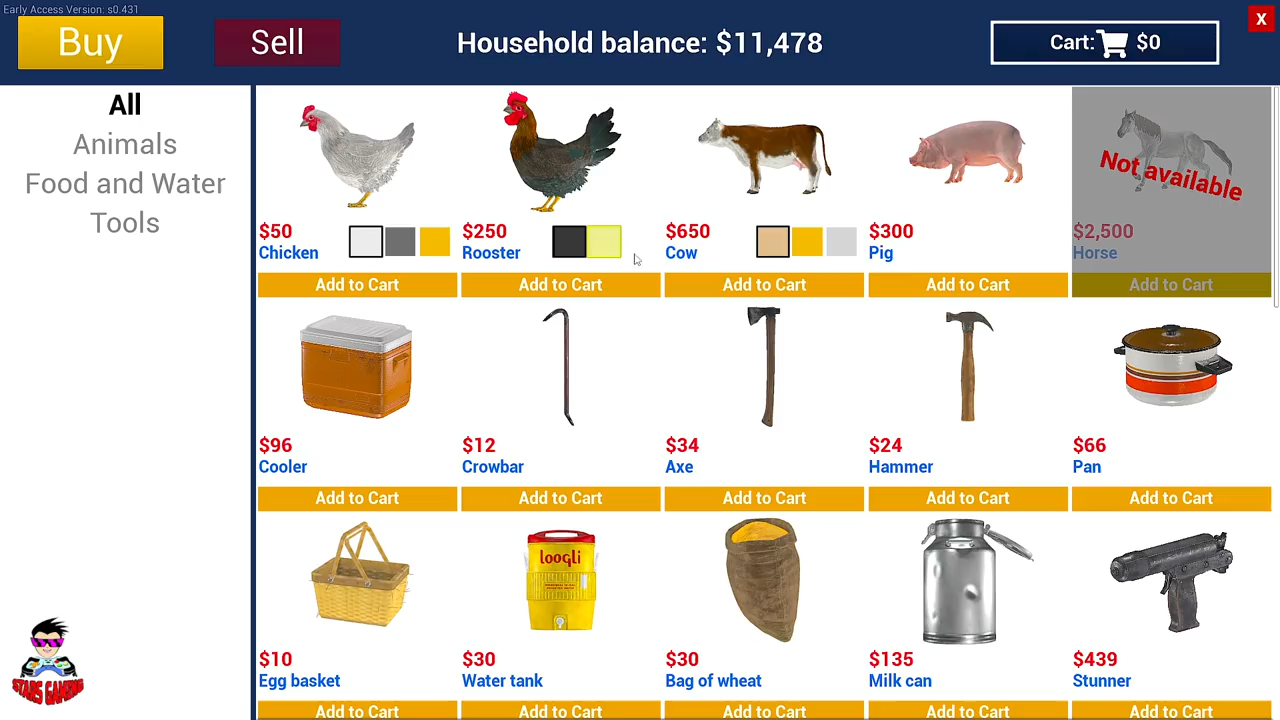 Early Access Version: s0.431
Buy
Sell
Household balance: $11,478
Cart: $0
X
All
Animals
Food and Water
Tools
$50
Chicken
Add to Cart
$250
Rooster
Add to Cart
$650
Cow
Add to Cart
$300
Pig
Add to Cart
Not available
$2,500
Horse
Add to Cart
$96
Cooler
Add to Cart
$12
Crowbar
Add to Cart
$34
Axe
Add to Cart
$24
Hammer
Add to Cart
$66
Pan
Add to Cart
$10
Egg basket
Add to Cart
loogli
$30
Water tank
Add to Cart
$30
Bag of wheat
Add to Cart
$135
Milk can
Add to Cart
$439
Stunner
Add to Cart
STARS GAMING